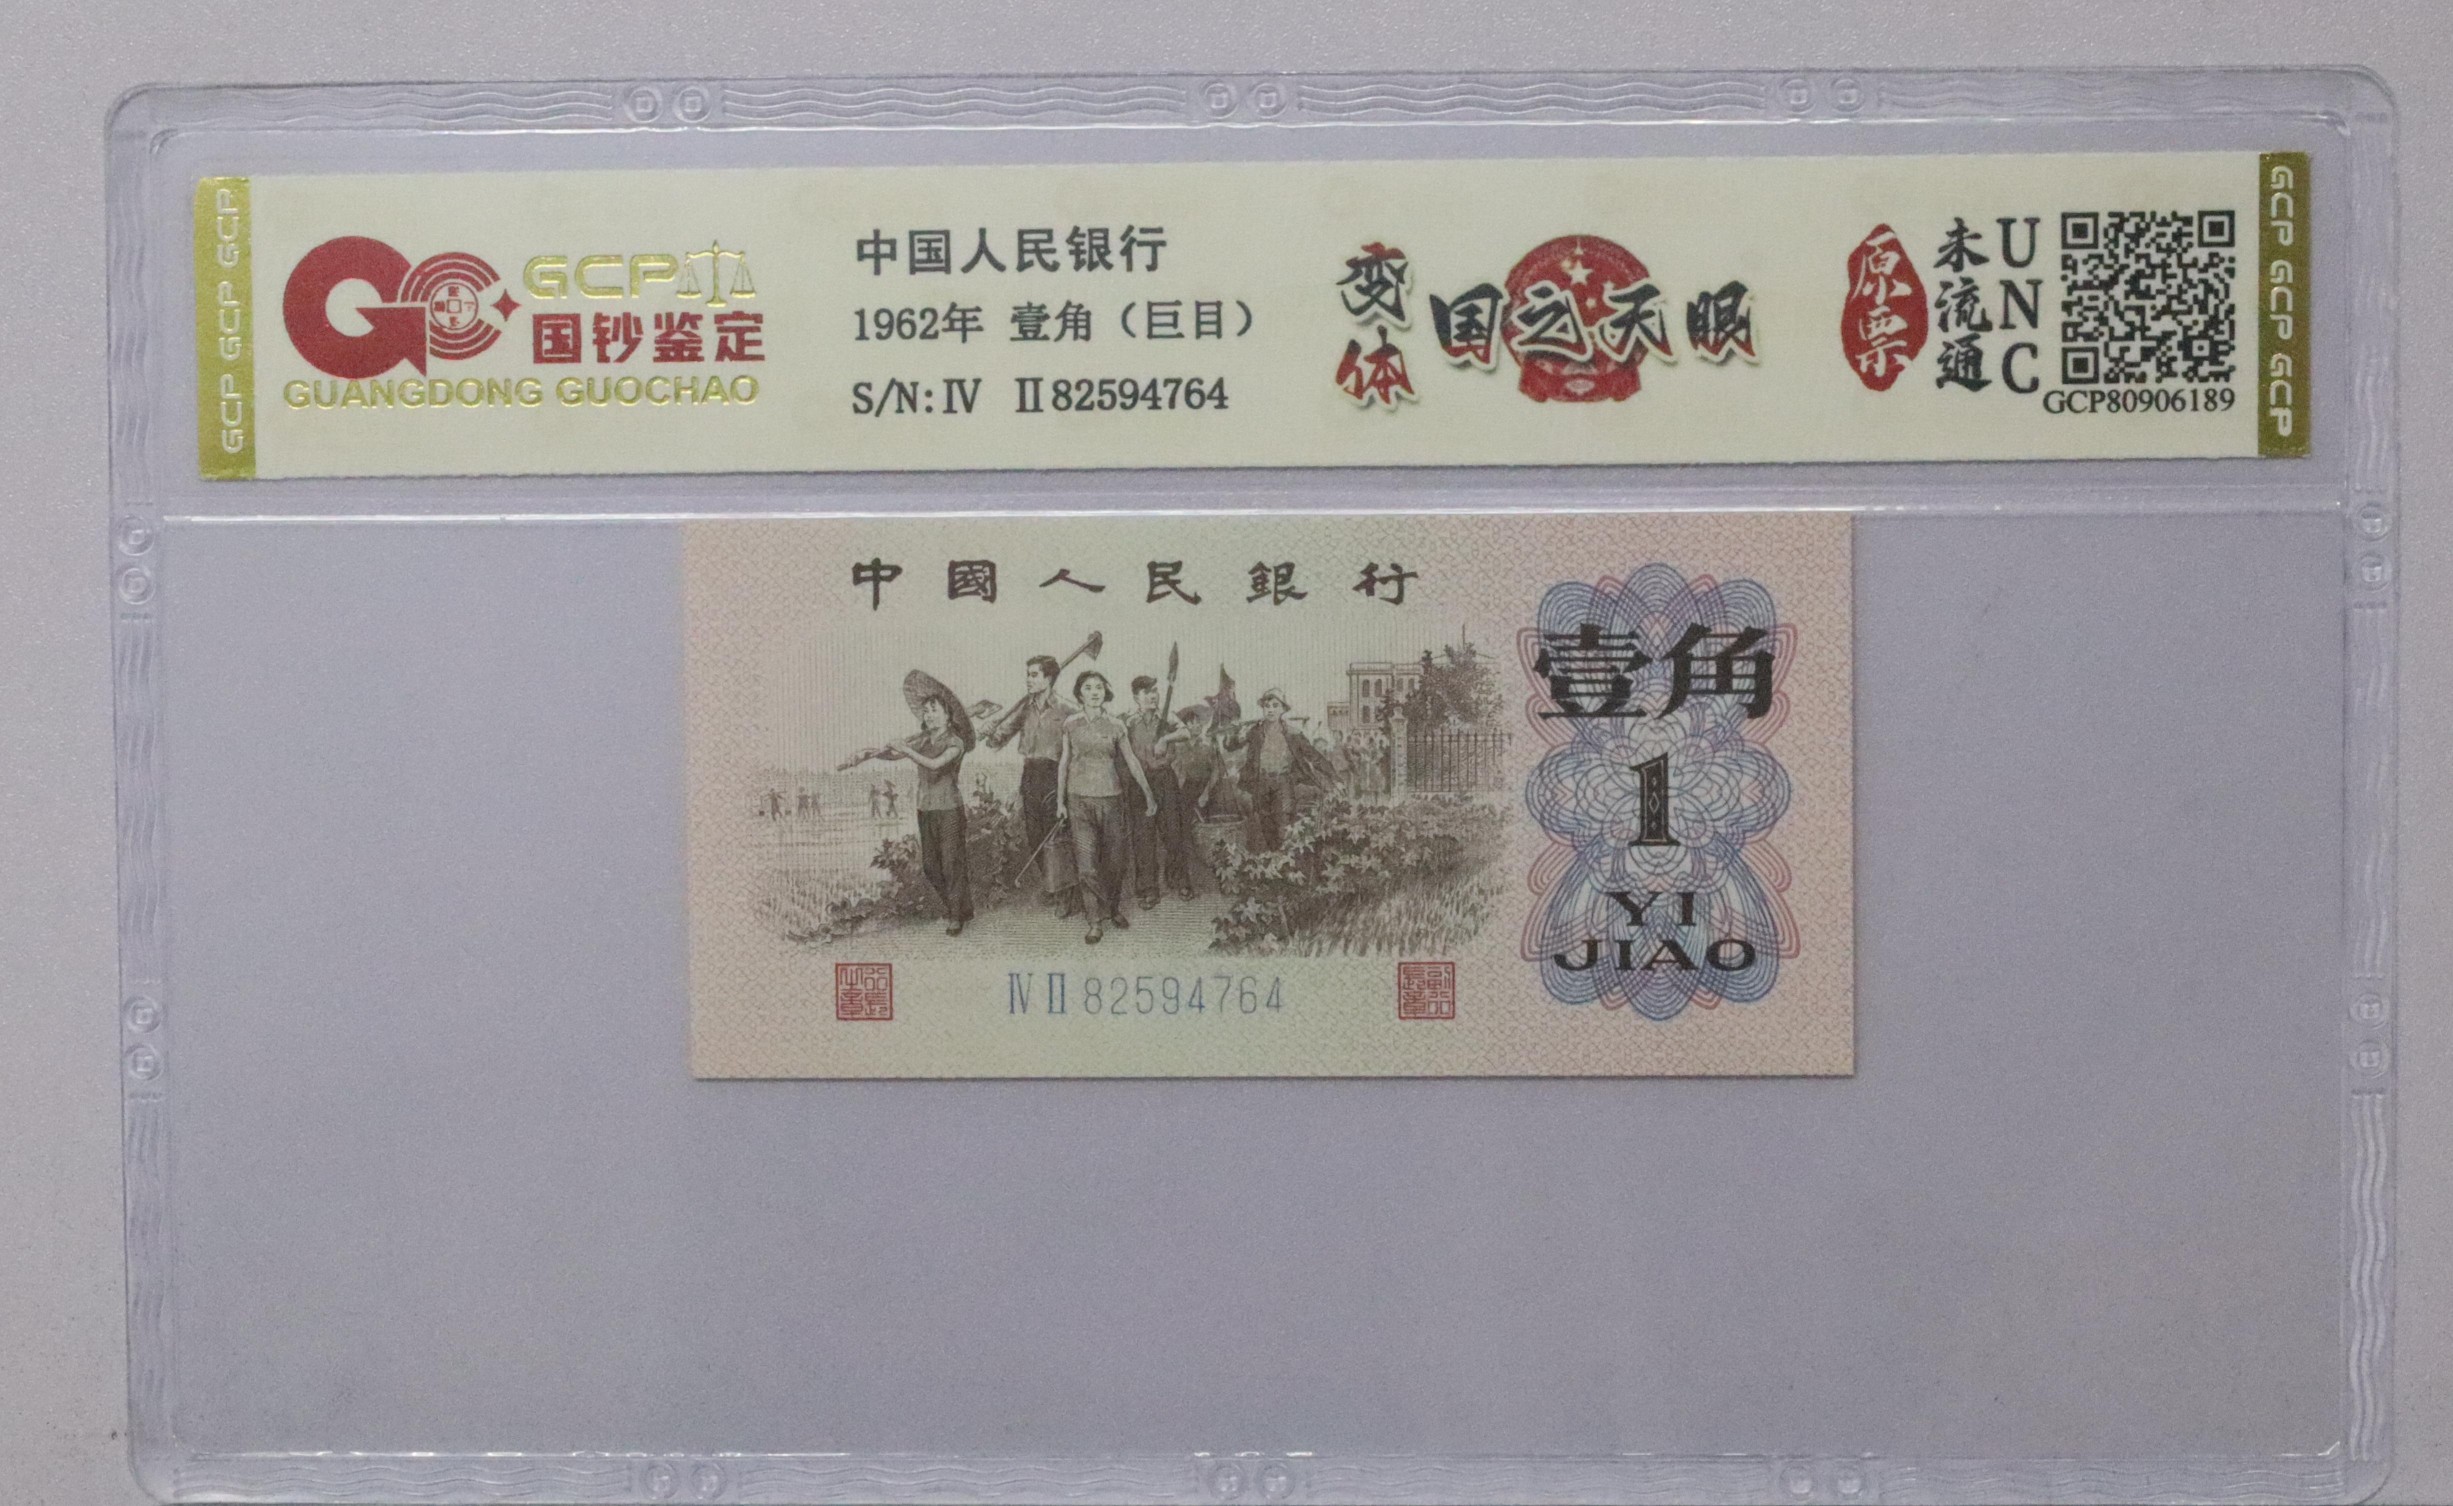 GCP GCP GCP
GCP
国钞鉴定
GUANGDONG GUOCHAO
中国人民银行
1962年 壹角（巨目）
S/N: IV II 82594764
变体
国之天眼
原票
未流通
UNC
GCP80906189
GCP GCP GCP
中國人民銀行
壹角
1
YI
JIAO
IV II 82594764